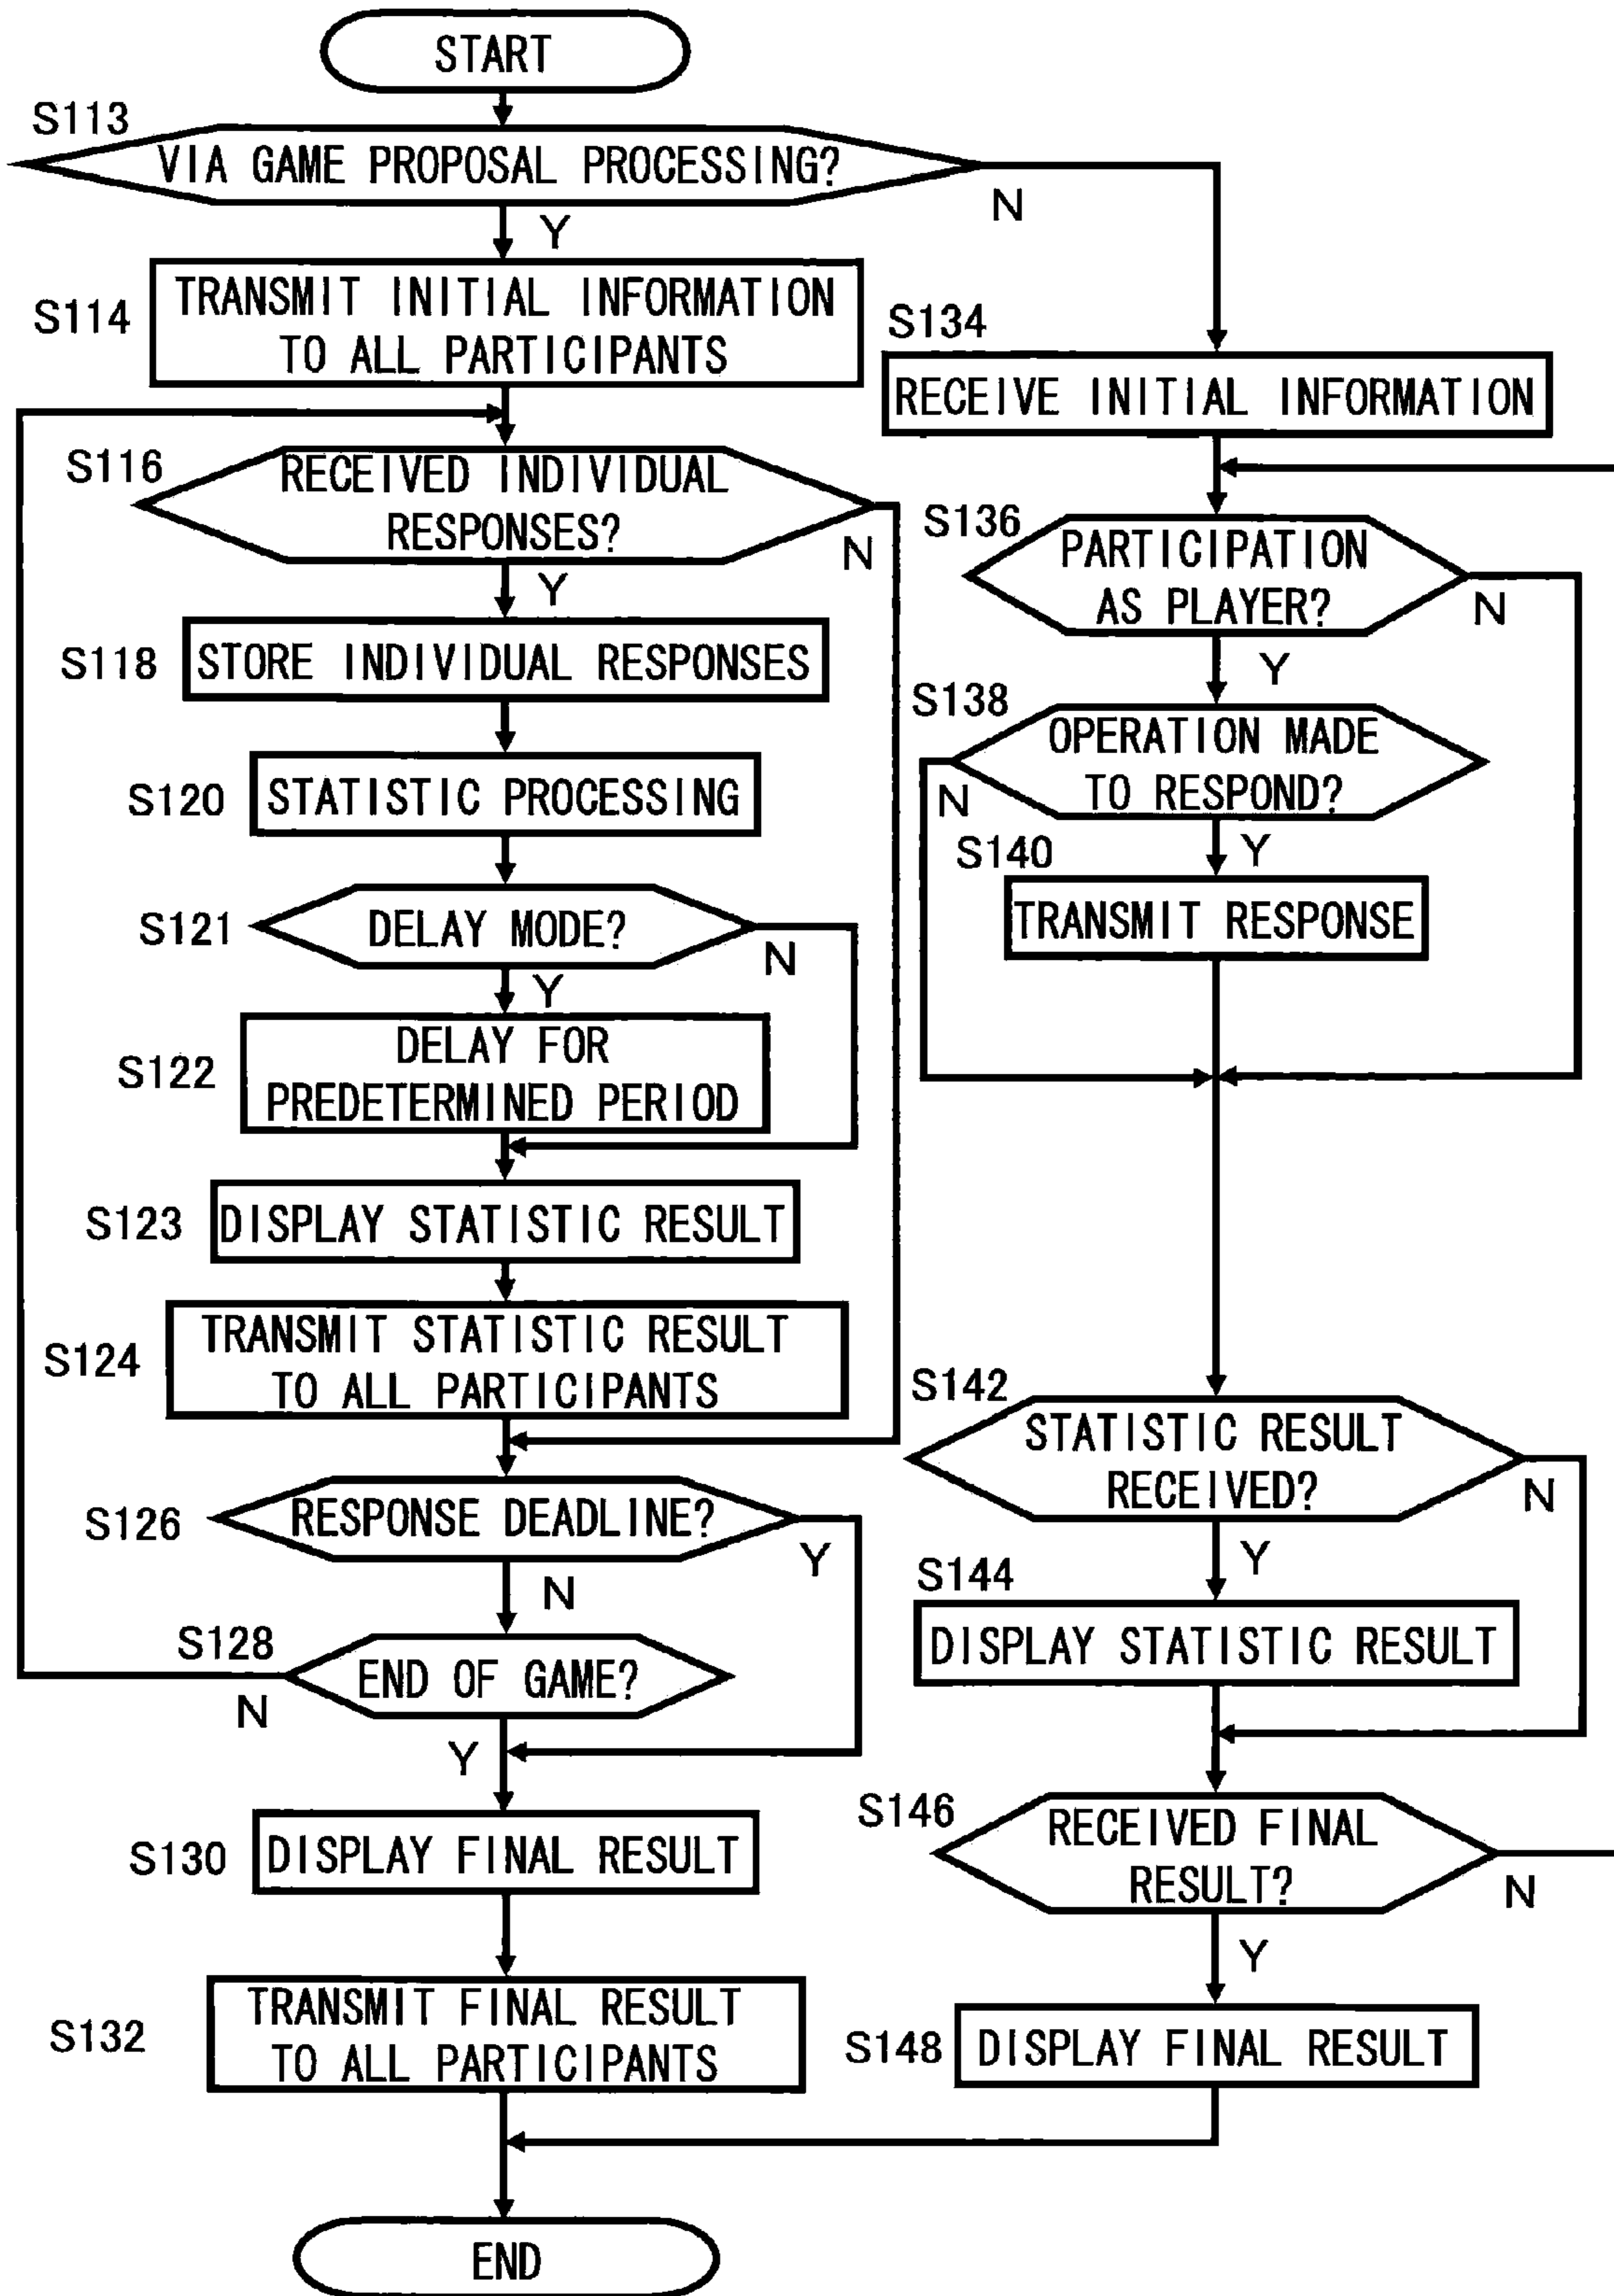 START
S113
VIA GAME PROPOSAL PROCESSING?
N
Y
S114
TRANSMIT INITIAL INFORMATION
TO ALL PARTICIPANTS
S116
RECEIVED INDIVIDUAL
RESPONSES?
N
Y
S118
STORE INDIVIDUAL RESPONSES
S120
STATISTIC PROCESSING
S121
DELAY MODE?
N
Y
S122
DELAY FOR
PREDETERMINED PERIOD
S123
DISPLAY STATISTIC RESULT
S124
TRANSMIT STATISTIC RESULT
TO ALL PARTICIPANTS
S126
RESPONSE DEADLINE?
Y
N
S128
END OF GAME?
N
Y
S130
DISPLAY FINAL RESULT
S132
TRANSMIT FINAL RESULT
TO ALL PARTICIPANTS
S134
RECEIVE INITIAL INFORMATION
S136
PARTICIPATION
AS PLAYER?
N
Y
S138
OPERATION MADE
TO RESPOND?
N
Y
S140
TRANSMIT RESPONSE
S142
STATISTIC RESULT
RECEIVED?
N
Y
S144
DISPLAY STATISTIC RESULT
S146
RECEIVED FINAL
RESULT?
N
Y
S148
DISPLAY FINAL RESULT
END